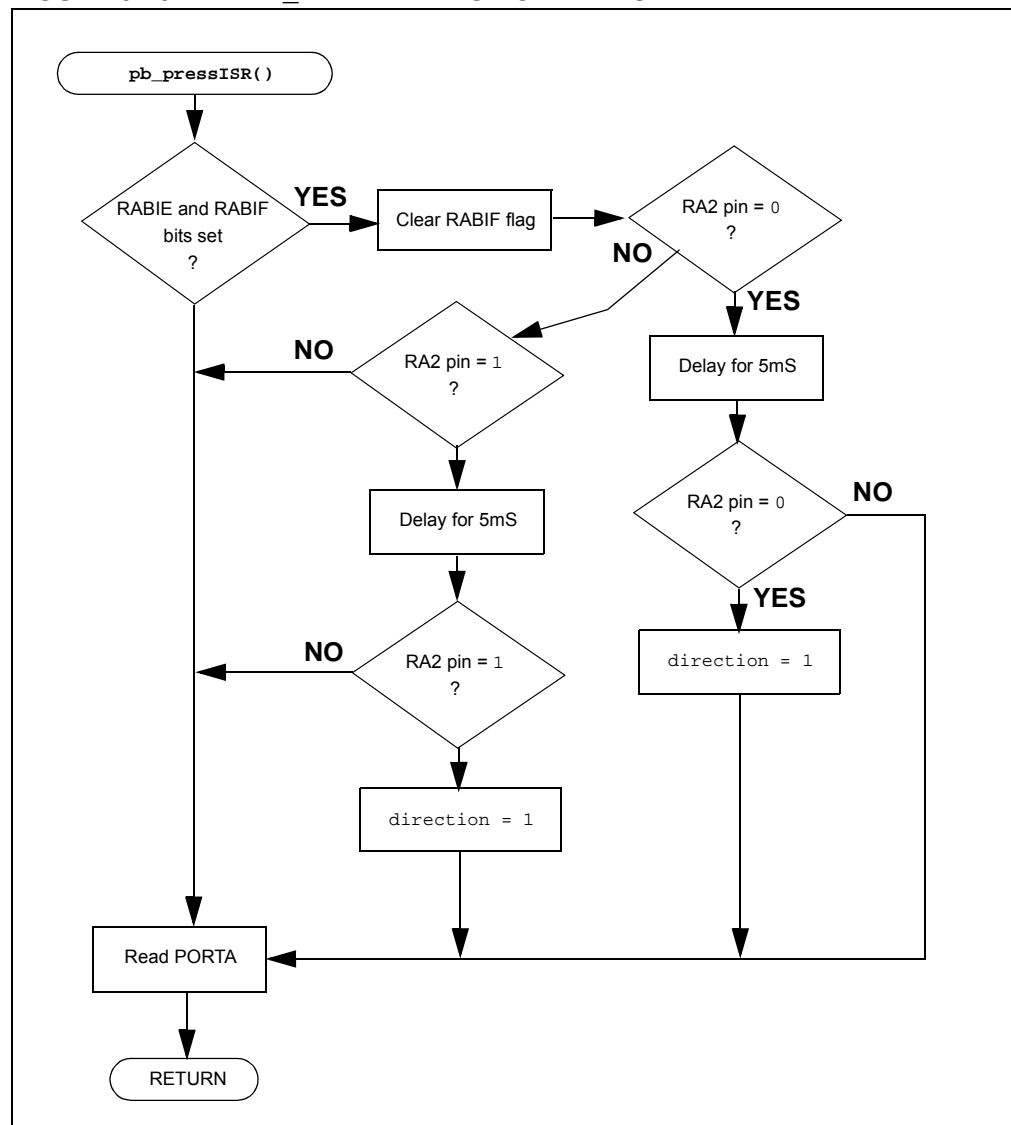 pb_pressISR()
RABIE and RABIF
bits set
?
YES
Clear RABIF flag
RA2 pin = 0
?
NO
YES
RA2 pin = 1
?
NO
Delay for 5mS
Delay for 5mS
RA2 pin = 0
?
NO
YES
RA2 pin = 1
?
NO
direction = 1
direction = 1
Read PORTA
RETURN